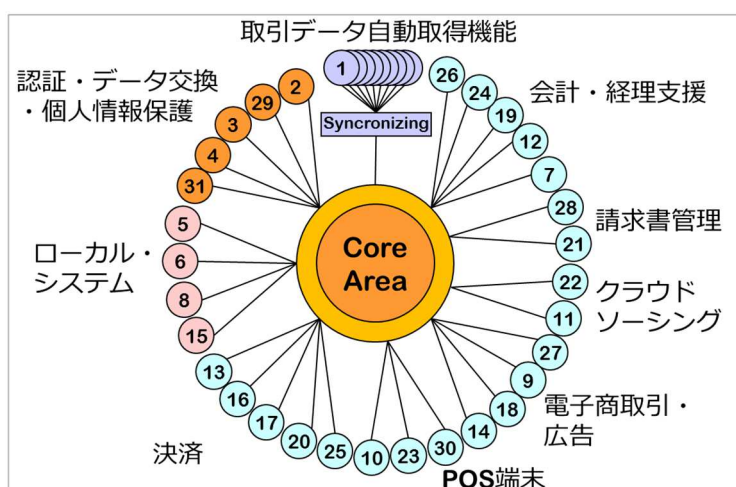 取引データ自動取得機能
認証・データ交換
・個人情報保護
1
Syncronizing
2
29
3
4
31
26
24
19
12
7
会計・経理支援
28
21
請求書管理
5
6
8
15
ローカル・
システム
Core
Area
22
11
クラウド
ソーシング
27
9
18
14
電子商取引・
広告
13
16
17
20
25
決済
10
23
30
POS端末